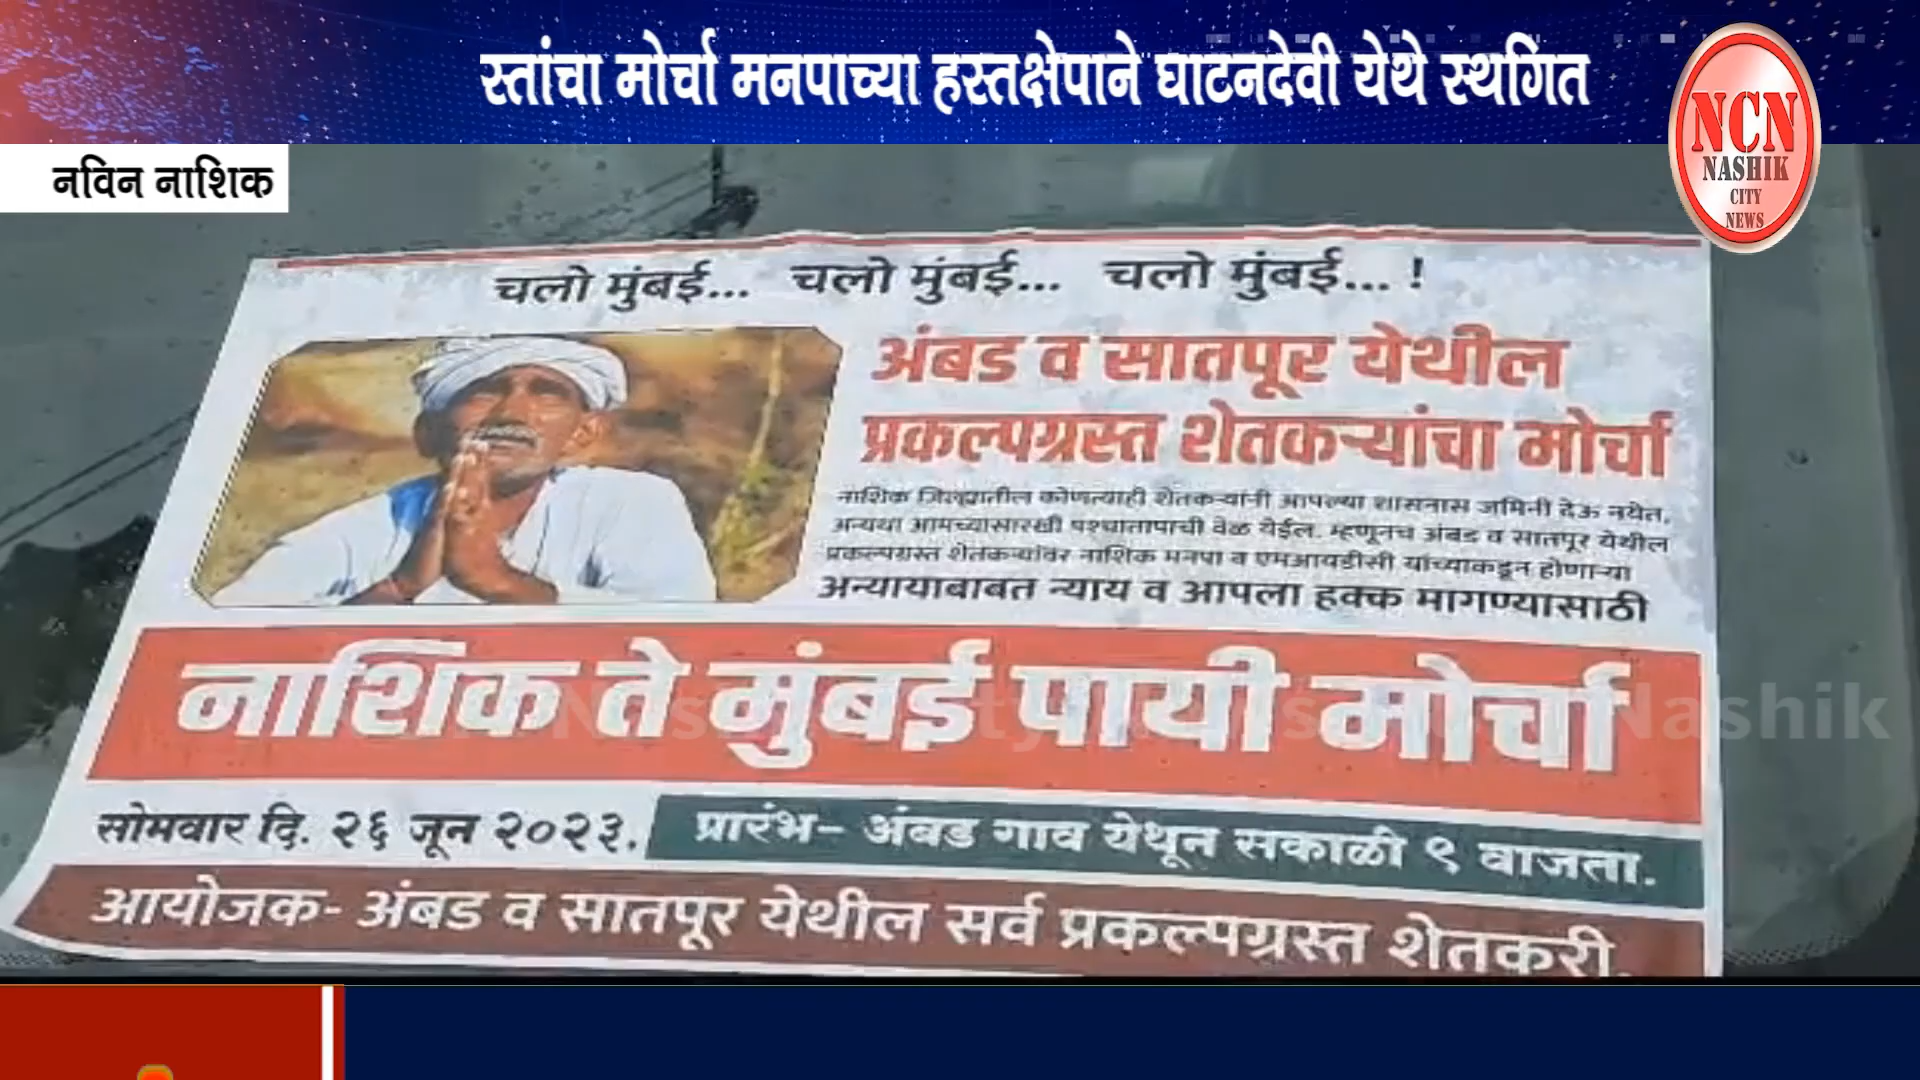 स्तांचा मोर्चा मनपाच्या हस्तक्षेपाने घाटनदेवी येथे स्थगित
NCN
NASHIK
CITY
NEWS
नविन नाशिक
चलो मुंबई... चलो मुंबई... चलो मुंबई... !
अंबड व सातपूर येथील
प्रकल्पग्रस्त शेतकऱ्यांचा मोर्चा
नाशिक जिल्ह्यातील कोणत्याही शेतकऱ्यांनी आपल्या शासनास जमिनी देऊ नयेत,
अन्यथा आमच्यासारखी पश्चातापाची वेळ येईल. म्हणूनच अंबड व सातपूर येथील
प्रकल्पग्रस्त शेतकऱ्यांवर नाशिक मनपा व एमआयडीसी यांच्याकडून होणाऱ्या
अन्यायाबाबत न्याय व आपला हक्क मागण्यासाठी
नाशिक ते मुंबई पायी मोर्चा
Nashik
सोमवार दि. २६ जून २०२३.
प्रारंभ- अंबड गाव येथून सकाळी ९ वाजता.
आयोजक- अंबड व सातपूर येथील सर्व प्रकल्पग्रस्त शेतकरी.